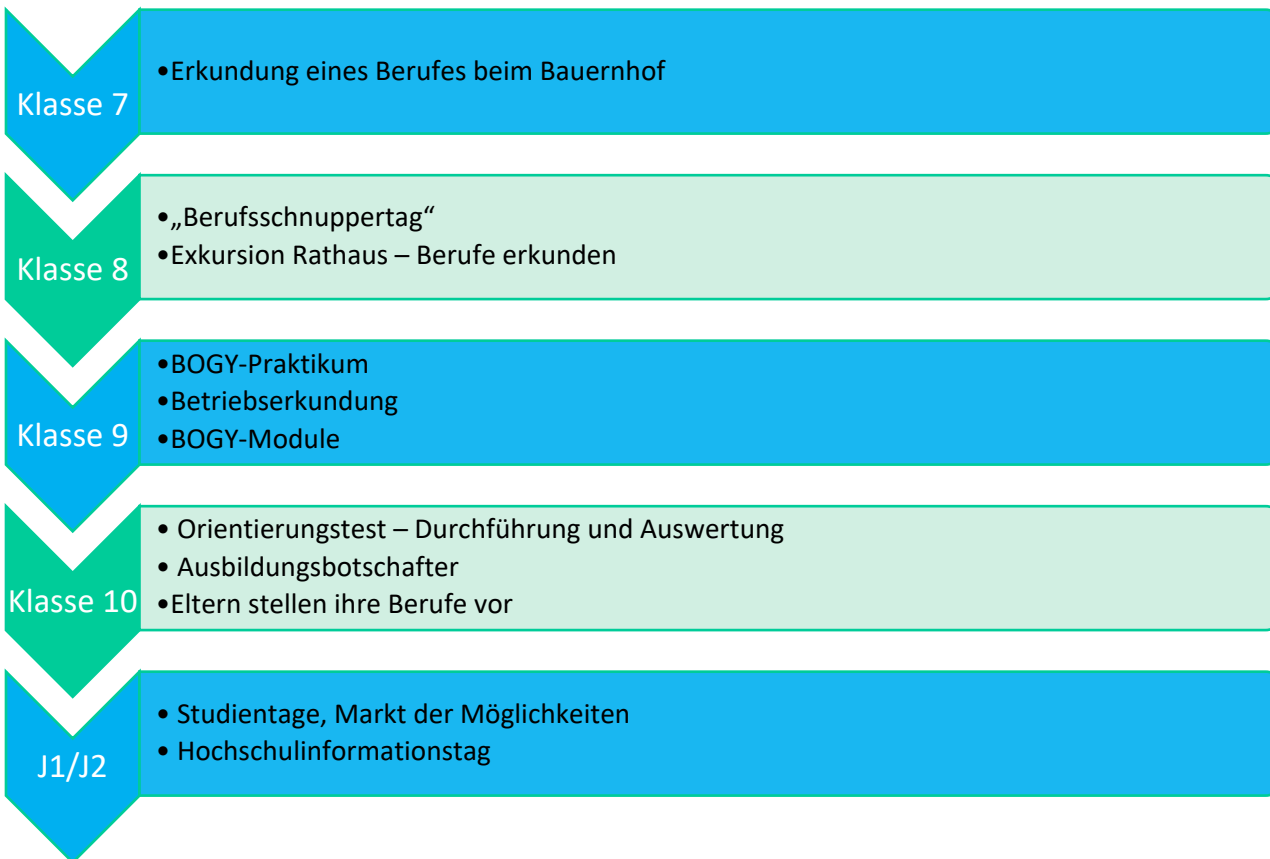 Klasse 7
•Erkundung eines Berufes beim Bauernhof
Klasse 8
•„Berufsschnuppertag“
•Exkursion Rathaus – Berufe erkunden
Klasse 9
•BOGY-Praktikum
•Betriebserkundung
•BOGY-Module
Klasse 10
• Orientierungstest – Durchführung und Auswertung
• Ausbildungsbotschafter
•Eltern stellen ihre Berufe vor
J1/J2
• Studientage, Markt der Möglichkeiten
• Hochschulinformationstag